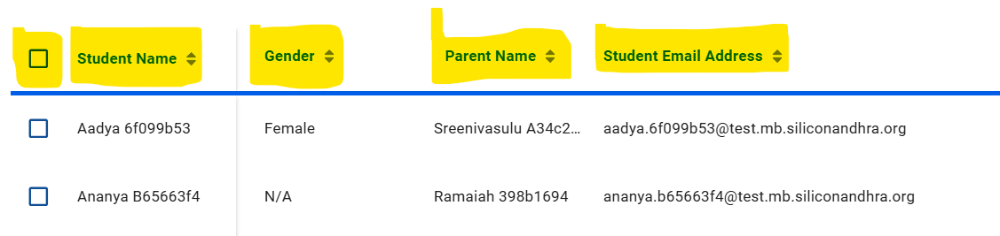 Student Name Gender Parent Name Student Email Address
Aadya 6f099b53 Female Sreenivasulu A34c2... aadya.6f099b53@test.mb.siliconandhra.org
Ananya B65663f4 N/A Ramaiah 398b1694 ananya.b65663f4@test.mb.siliconandhra.org